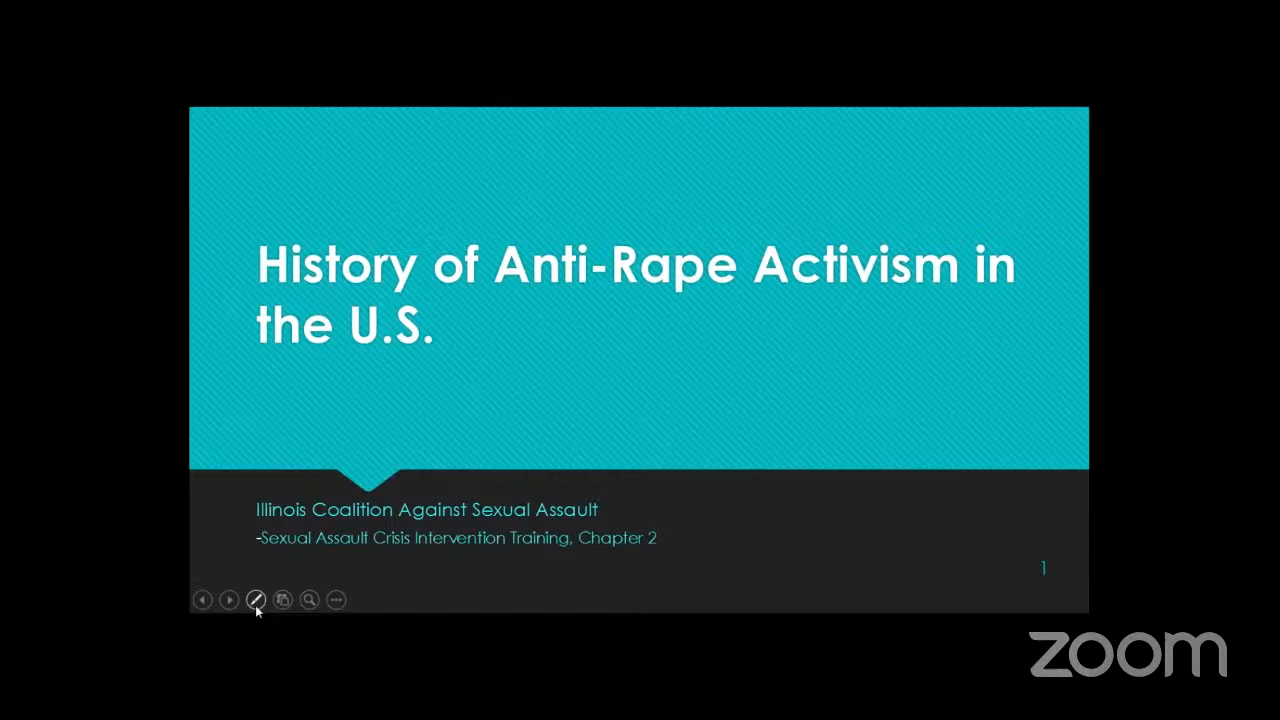 History of Anti-Rape Activism in
the U.S.
Illinois Coalition Against Sexual Assault
-Sexual Assault Crisis Intervention Training, Chapter 2
1
zoom